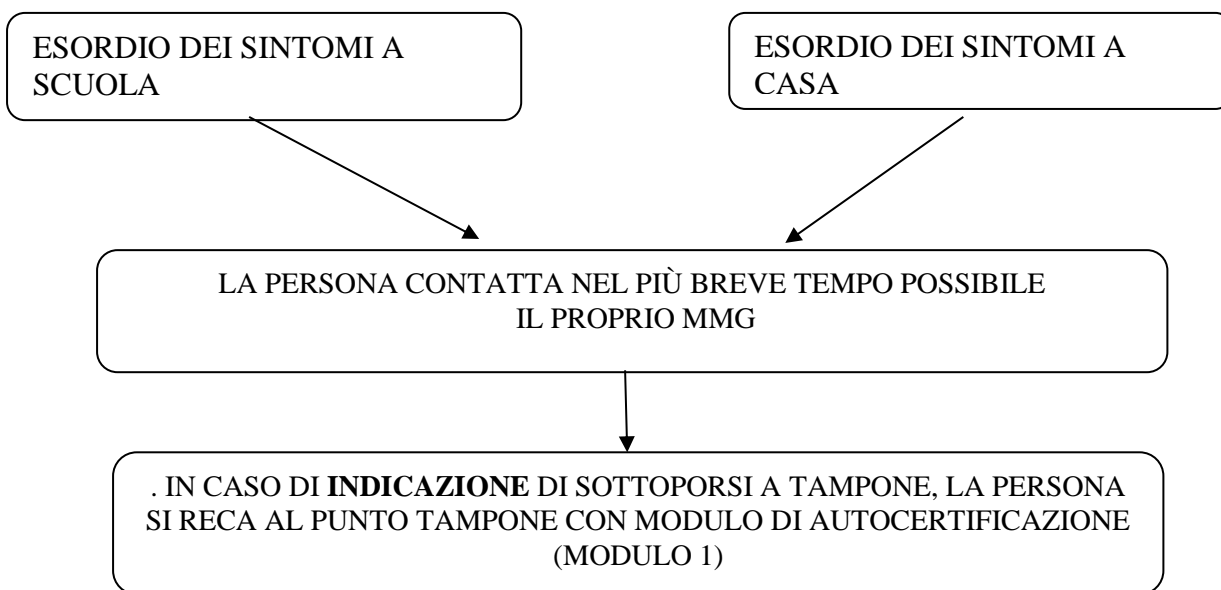 ESORDIO DEI SINTOMI A
SCUOLA
ESORDIO DEI SINTOMI A
CASA
LA PERSONA CONTATTA NEL PIÙ BREVE TEMPO POSSIBILE
IL PROPRIO MMG
. IN CASO DI INDICAZIONE DI SOTTOPORSI A TAMPONE, LA PERSONA
SI RECA AL PUNTO TAMPONE CON MODULO DI AUTOCERTIFICAZIONE
(MODULO 1)